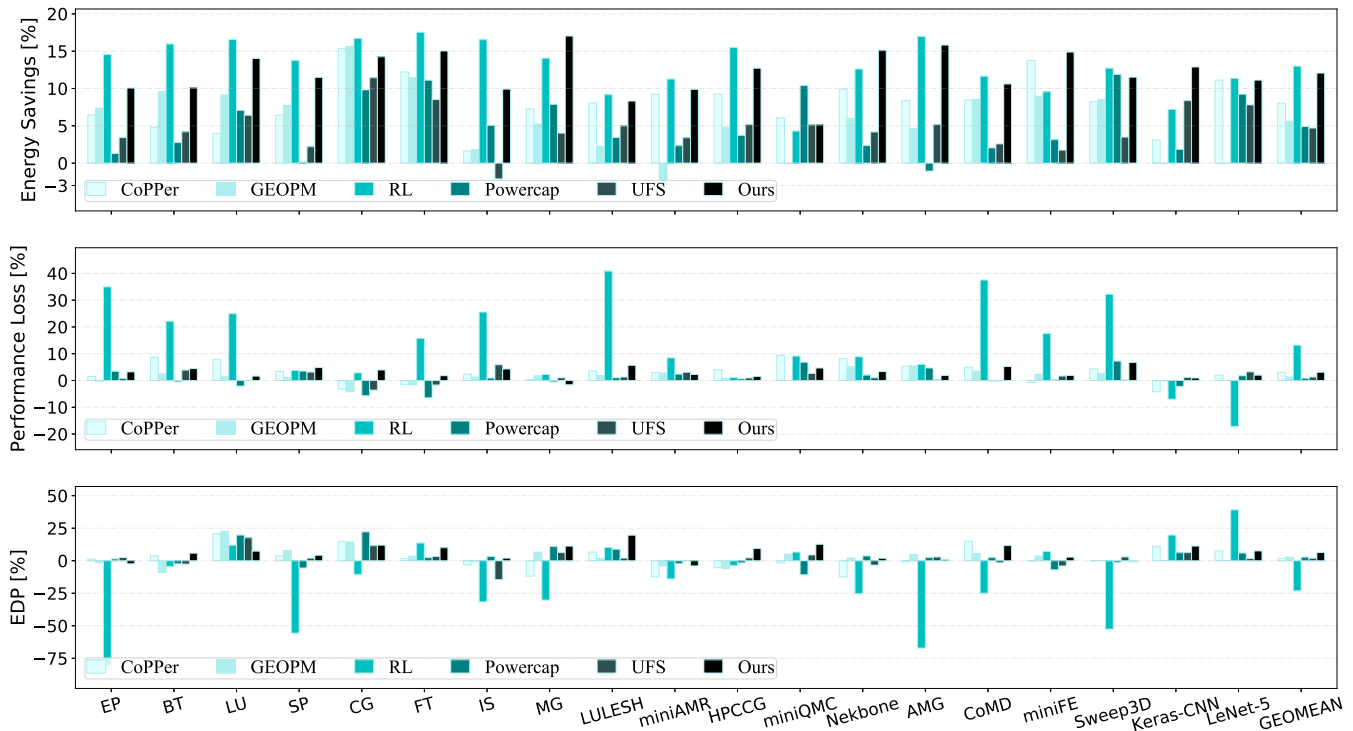 Energy Savings [%]
20
15
10
5
0
−3
CoPPer GEOPM RL Powercap UFS Ours
Performance Loss [%]
40
30
20
10
0
−10
−20
CoPPer GEOPM RL Powercap UFS Ours
EDP [%]
50
25
0
−25
−50
−75
CoPPer GEOPM RL Powercap UFS Ours
EP BT LU SP CG FT IS MG LULESH miniAMR HPCCG miniQMC Nekbone AMG CoMD miniFE Sweep3D Keras-CNN LeNet-5 GEOMEAN